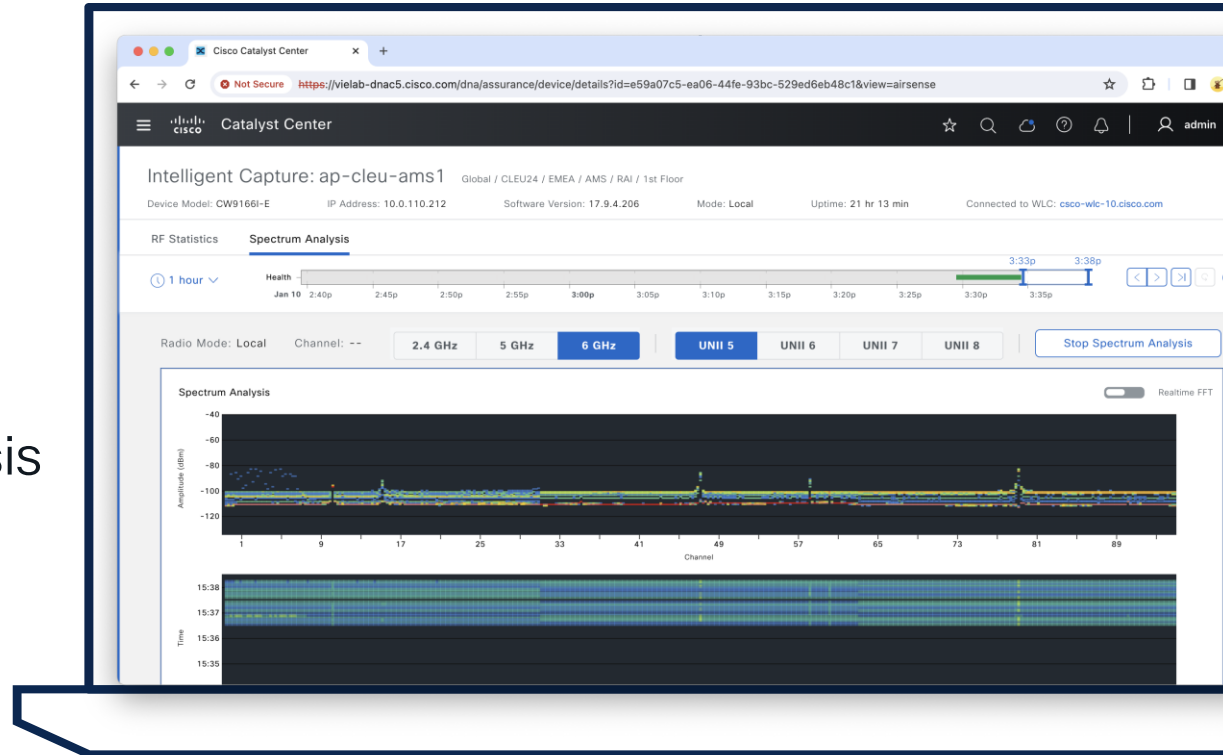 sis
Cisco Catalyst Center
Not Secure https://vielab-dnac5.cisco.com/dna/assurance/device/details?id=e59a07c5-ea06-44fe-93bc-529ed6eb48c1&view=airsense
cisco Catalyst Center admin
Intelligent Capture: ap-cleu-ams1 Global / CLEU24 / EMEA / AMS / RAI / 1st Floor
Device Model: CW9166I-E IP Address: 10.0.110.212 Software Version: 17.9.4.206 Mode: Local Uptime: 21 hr 13 min Connected to WLC: csco-wlc-10.cisco.com
RF Statistics Spectrum Analysis
3:33p 3:38p
1 hour Health
Jan 10 2:40p 2:45p 2:50p 2:55p 3:00p 3:05p 3:10p 3:15p 3:20p 3:25p 3:30p 3:35p
Radio Mode: Local Channel: -- 2.4 GHz 5 GHz 6 GHz UNII 5 UNII 6 UNII 7 UNII 8 Stop Spectrum Analysis
Spectrum Analysis Realtime FFT
Amplitude (dBm)
-40
-60
-80
-100
-120
1 9 17 25 33 41 49 57 65 73 81 89
Channel
Time
15:38
15:37
15:36
15:35